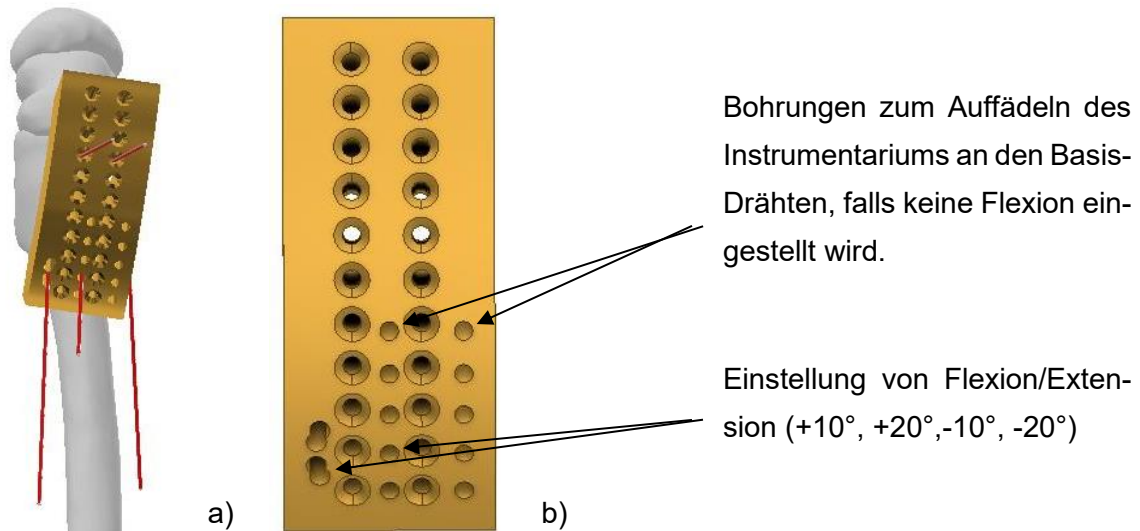 Bohrungen zum Auffädeln des
Instrumentariums an den Basis-
Drähten, falls keine Flexion ein-
gestellt wird.
Einstellung von Flexion/Exten-
sion (+10°, +20°,-10°, -20°)
a)
b)